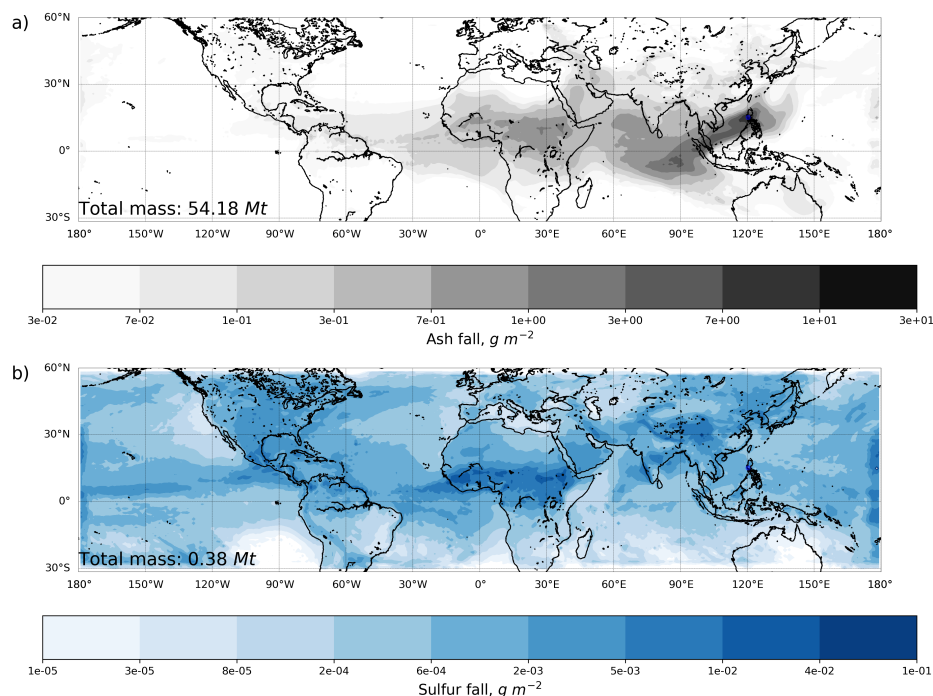 a)
60°N
30°N
0°
30°S
Total mass: 54.18 Mt
180° 150°W 120°W 90°W 60°W 30°W 0° 30°E 60°E 90°E 120°E 150°E 180°
3e-02 7e-02 1e-01 3e-01 7e-01 1e+00 3e+00 7e+00 1e+01 3e+01
Ash fall, g m⁻²
b)
60°N
30°N
0°
30°S
Total mass: 0.38 Mt
180° 150°W 120°W 90°W 60°W 30°W 0° 30°E 60°E 90°E 120°E 150°E 180°
1e-05 3e-05 8e-05 2e-04 6e-04 2e-03 5e-03 1e-02 4e-02 1e-01
Sulfur fall, g m⁻²